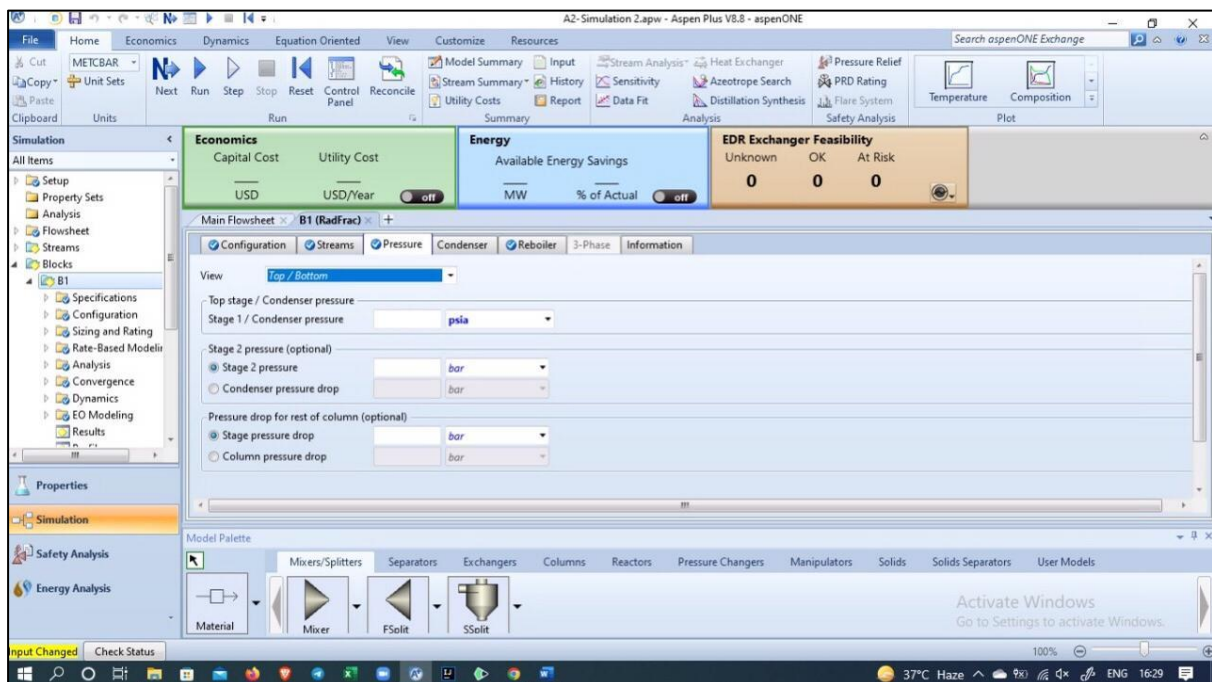 A2-Simulation 2.apw - Aspen Plus V8.8 - aspenONE
File Home Economics Dynamics Equation Oriented View Customize Resources Search aspenONE Exchange
Cut METCBAR Model Summary Input Stream Analysis Heat Exchanger Pressure Relief
Copy Unit Sets Next Run Step Stop Reset Control Panel Reconcile Stream Summary History Sensitivity Azeotrope Search PRD Rating Temperature Composition
Paste Utility Costs Report Data Fit Distillation Synthesis Flare System
Clipboard Units Run Summary Analysis Safety Analysis Plot
Simulation Economics Energy EDR Exchanger Feasibility
All Items Capital Cost Utility Cost Available Energy Savings Unknown OK At Risk
Setup USD USD/Year off MW % of Actual off 0 0 0
Property Sets
Analysis
Flowsheet
Streams
Blocks
B1
Specifications
Configuration
Sizing and Rating
Rate-Based Modelin
Analysis
Convergence
Dynamics
EO Modeling
Results
Main Flowsheet B1 (RadFrac) +
Configuration Streams Pressure Condenser Reboiler 3-Phase Information
View Top / Bottom
Top stage / Condenser pressure
Stage 1 / Condenser pressure psia
Stage 2 pressure (optional)
Stage 2 pressure bar
Condenser pressure drop bar
Pressure drop for rest of column (optional)
Stage pressure drop bar
Column pressure drop bar
Properties
Simulation
Safety Analysis
Energy Analysis
Model Palette
Mixers/Splitters Separators Exchangers Columns Reactors Pressure Changers Manipulators Solids Solids Separators User Models
Material Mixer FSplit SSplit
Activate Windows
Go to Settings to activate Windows.
Input Changed Check Status 100%
37°C Haze ENG 16:29